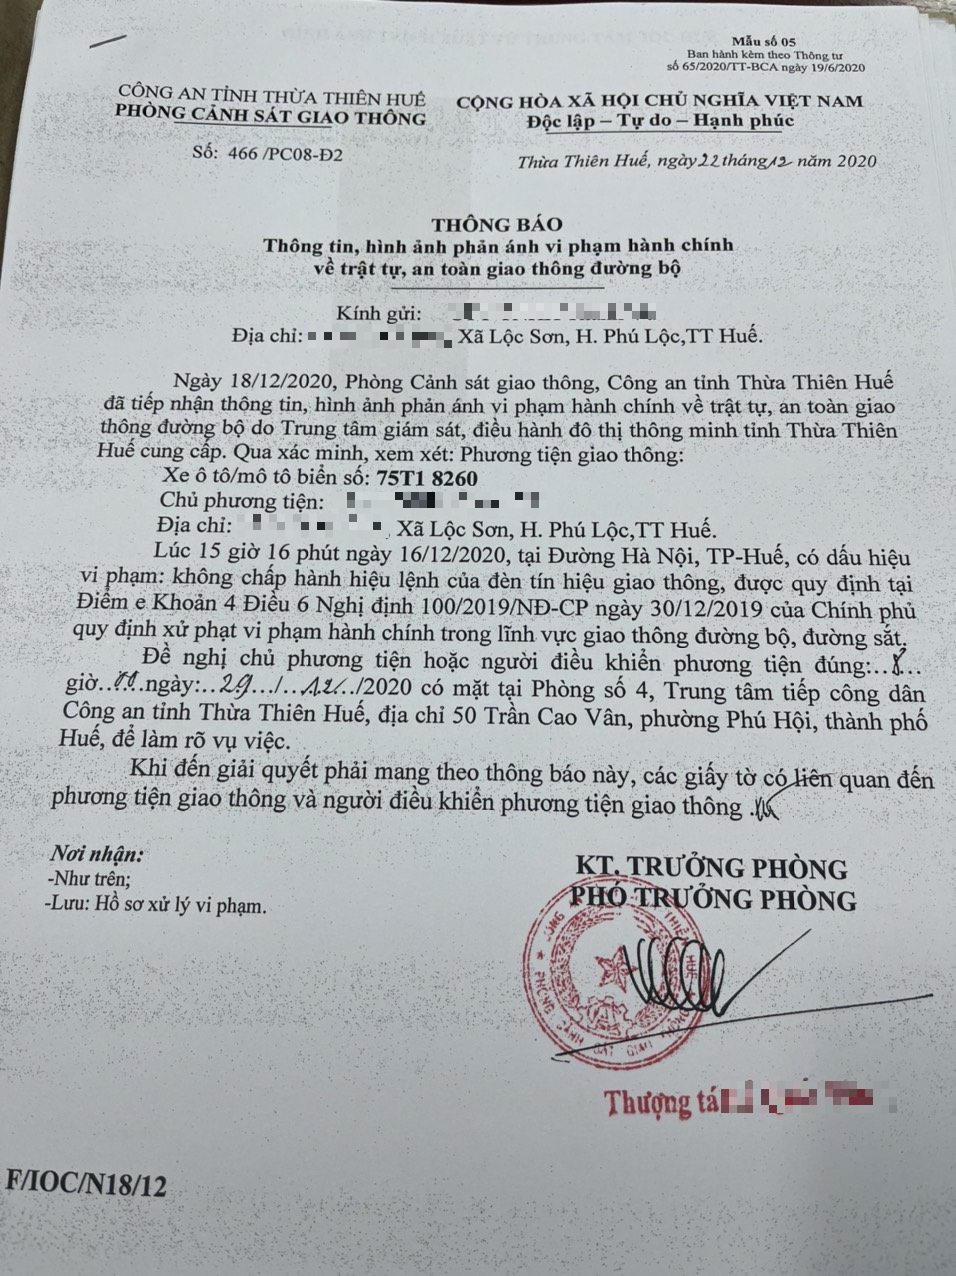 Mẫu số 05
Ban hành kèm theo Thông tư
số 65/2020/TT-BCA ngày 19/6/2020
CÔNG AN TỈNH THỪA THIÊN HUẾ
PHÒNG CẢNH SÁT GIAO THÔNG
Số: 466 /PC08-Đ2
CỘNG HÒA XÃ HỘI CHỦ NGHĨA VIỆT NAM
Độc lập – Tự do – Hạnh phúc
Thừa Thiên Huế, ngày 22 tháng 12 năm 2020
THÔNG BÁO
Thông tin, hình ảnh phản ánh vi phạm hành chính
về trật tự, an toàn giao thông đường bộ
Kính gửi:
Địa chỉ: , Xã Lộc Sơn, H. Phú Lộc,TT Huế.
Ngày 18/12/2020, Phòng Cảnh sát giao thông, Công an tỉnh Thừa Thiên Huế
đã tiếp nhận thông tin, hình ảnh phản ánh vi phạm hành chính về trật tự, an toàn giao
thông đường bộ do Trung tâm giám sát, điều hành đô thị thông minh tỉnh Thừa Thiên
Huế cung cấp. Qua xác minh, xem xét: Phương tiện giao thông:
Xe ô tô/mô tô biển số: 75T1 8260
Chủ phương tiện:
Địa chỉ: , Xã Lộc Sơn, H. Phú Lộc,TT Huế.
Lúc 15 giờ 16 phút ngày 16/12/2020, tại Đường Hà Nội, TP-Huế, có dấu hiệu
vi phạm: không chấp hành hiệu lệnh của đèn tín hiệu giao thông, được quy định tại
Điểm e Khoản 4 Điều 6 Nghị định 100/2019/NĐ-CP ngày 30/12/2019 của Chính phủ
quy định xử phạt vi phạm hành chính trong lĩnh vực giao thông đường bộ, đường sắt.
Đề nghị chủ phương tiện hoặc người điều khiển phương tiện đúng:..8...
giờ.....ngày:..29.../..12../2020 có mặt tại Phòng số 4, Trung tâm tiếp công dân
Công an tỉnh Thừa Thiên Huế, địa chỉ 50 Trần Cao Vân, phường Phú Hội, thành phố
Huế, để làm rõ vụ việc.
Khi đến giải quyết phải mang theo thông báo này, các giấy tờ có liên quan đến
phương tiện giao thông và người điều khiển phương tiện giao thông .
Nơi nhận:
-Như trên;
-Lưu: Hồ sơ xử lý vi phạm.
KT. TRƯỞNG PHÒNG
PHÓ TRƯỞNG PHÒNG
PHÒNG CẢNH SÁT GIAO THÔNG
Thượng tá
F/IOC/N18/12